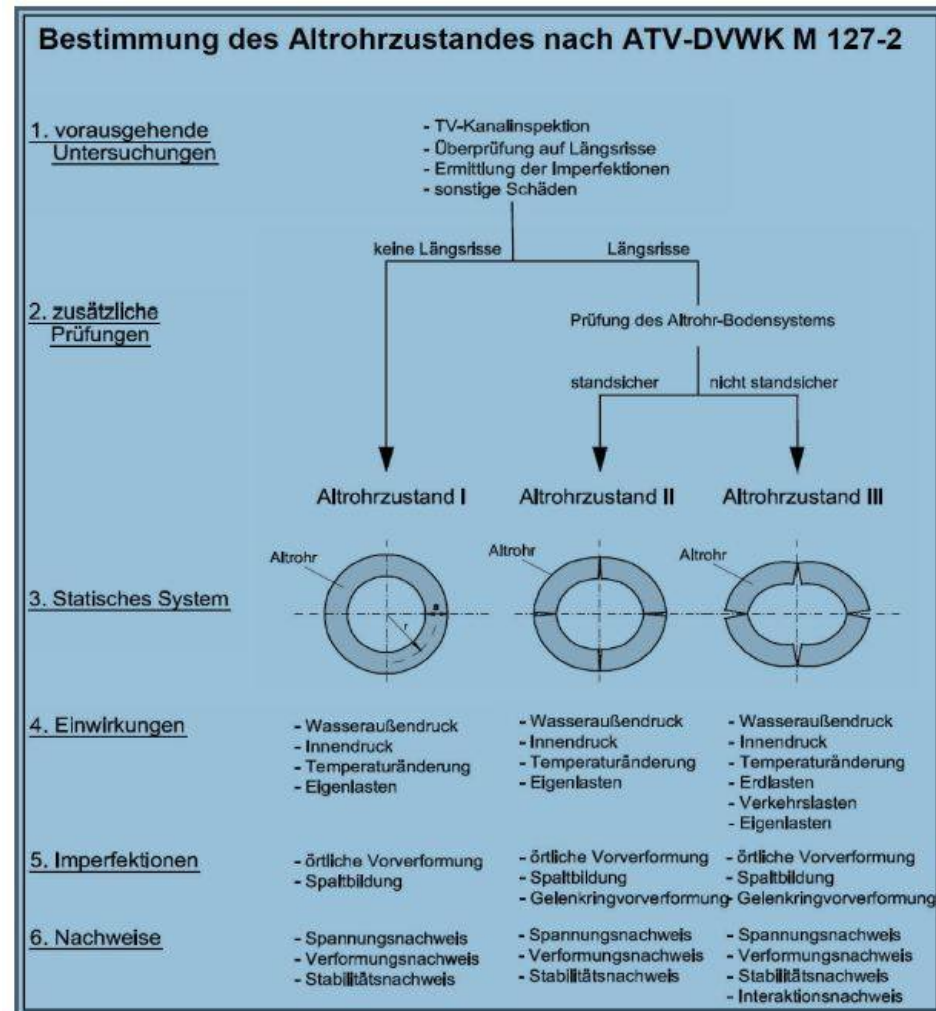 Bestimmung des Altrohrzustandes nach ATV-DVWK M 127-2
1. vorausgehende
Untersuchungen
- TV-Kanalinspektion
- Überprüfung auf Längsrisse
- Ermittlung der Imperfektionen
- sonstige Schäden
keine Längsrisse
Längsrisse
2. zusätzliche
Prüfungen
Prüfung des Altrohr-Bodensystems
standsicher
nicht standsicher
Altrohrzustand I
Altrohrzustand II
Altrohrzustand III
3. Statisches System
Altrohr
r
Altrohr
Altrohr
4. Einwirkungen
- Wasseraußendruck
- Innendruck
- Temperaturänderung
- Eigenlasten
- Wasseraußendruck
- Innendruck
- Temperaturänderung
- Eigenlasten
- Wasseraußendruck
- Innendruck
- Temperaturänderung
- Erdlasten
- Verkehrslasten
- Eigenlasten
5. Imperfektionen
- örtliche Vorverformung
- Spaltbildung
- örtliche Vorverformung
- Spaltbildung
- Gelenkringvorverformung
- örtliche Vorverformung
- Spaltbildung
- Gelenkringvorverformung
6. Nachweise
- Spannungsnachweis
- Verformungsnachweis
- Stabilitätsnachweis
- Spannungsnachweis
- Verformungsnachweis
- Stabilitätsnachweis
- Spannungsnachweis
- Verformungsnachweis
- Stabilitätsnachweis
- Interaktionsnachweis